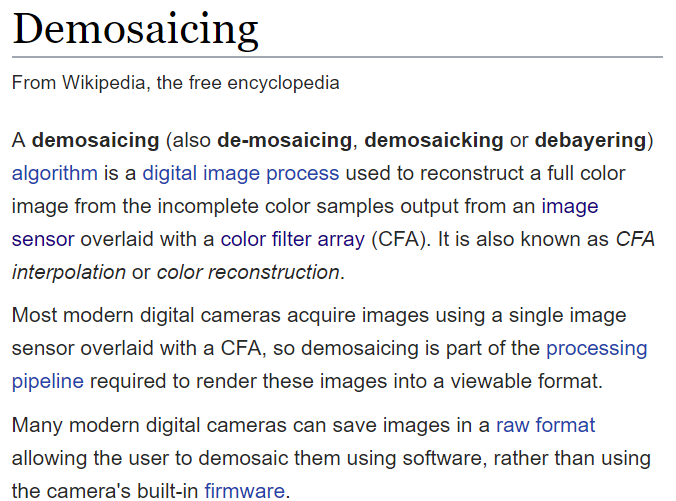 Demosaicing
From Wikipedia, the free encyclopedia
A demosaicing (also de-mosaicing, demosaicking or debayering)
algorithm is a digital image process used to reconstruct a full color
image from the incomplete color samples output from an image
sensor overlaid with a color filter array (CFA). It is also known as CFA
interpolation or color reconstruction.
Most modern digital cameras acquire images using a single image
sensor overlaid with a CFA, so demosaicing is part of the processing
pipeline required to render these images into a viewable format.
Many modern digital cameras can save images in a raw format
allowing the user to demosaic them using software, rather than using
the camera's built-in firmware.